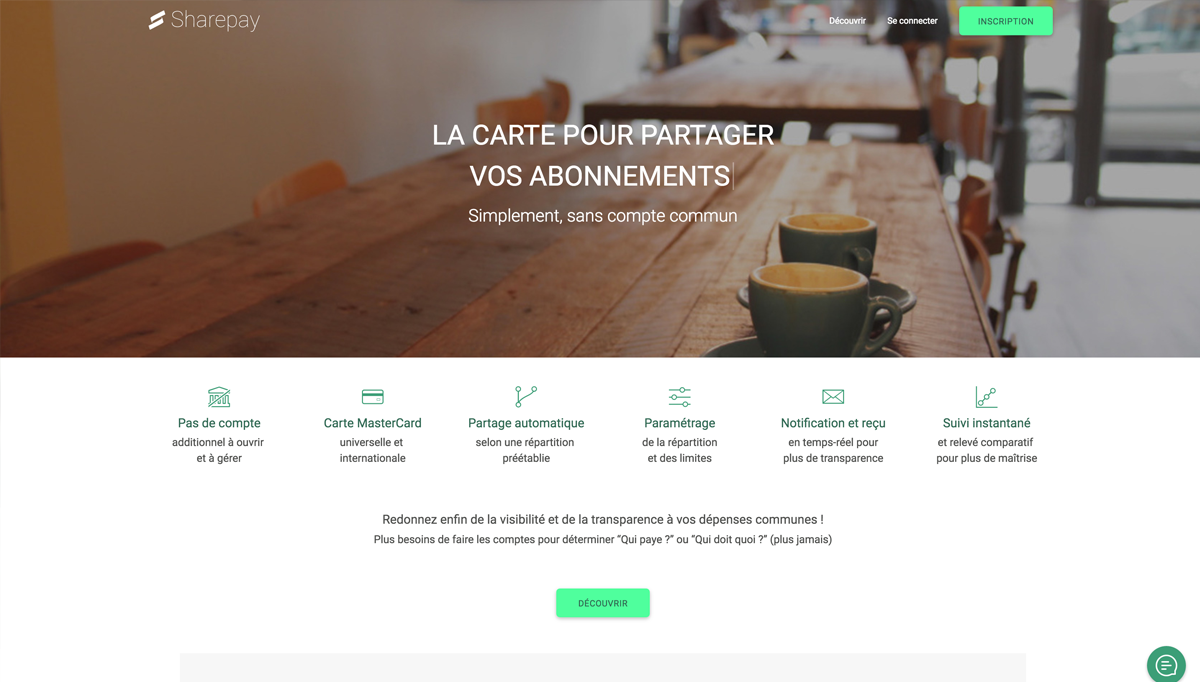 Sharepay
Découvrir
Se connecter
INSCRIPTION
LA CARTE POUR PARTAGER
VOS ABONNEMENTS
Simplement, sans compte commun
Pas de compte
additionnel à ouvrir
et à gérer
Carte MasterCard
universelle et
internationale
Partage automatique
selon une répartition
préétablie
Paramétrage
de la répartition
et des limites
Notification et reçu
en temps-réel pour
plus de transparence
Suivi instantané
et relevé comparatif
pour plus de maîtrise
Redonnez enfin de la visibilité et de la transparence à vos dépenses communes !
Plus besoins de faire les comptes pour déterminer “Qui paye ?” ou “Qui doit quoi ?” (plus jamais)
DÉCOUVRIR